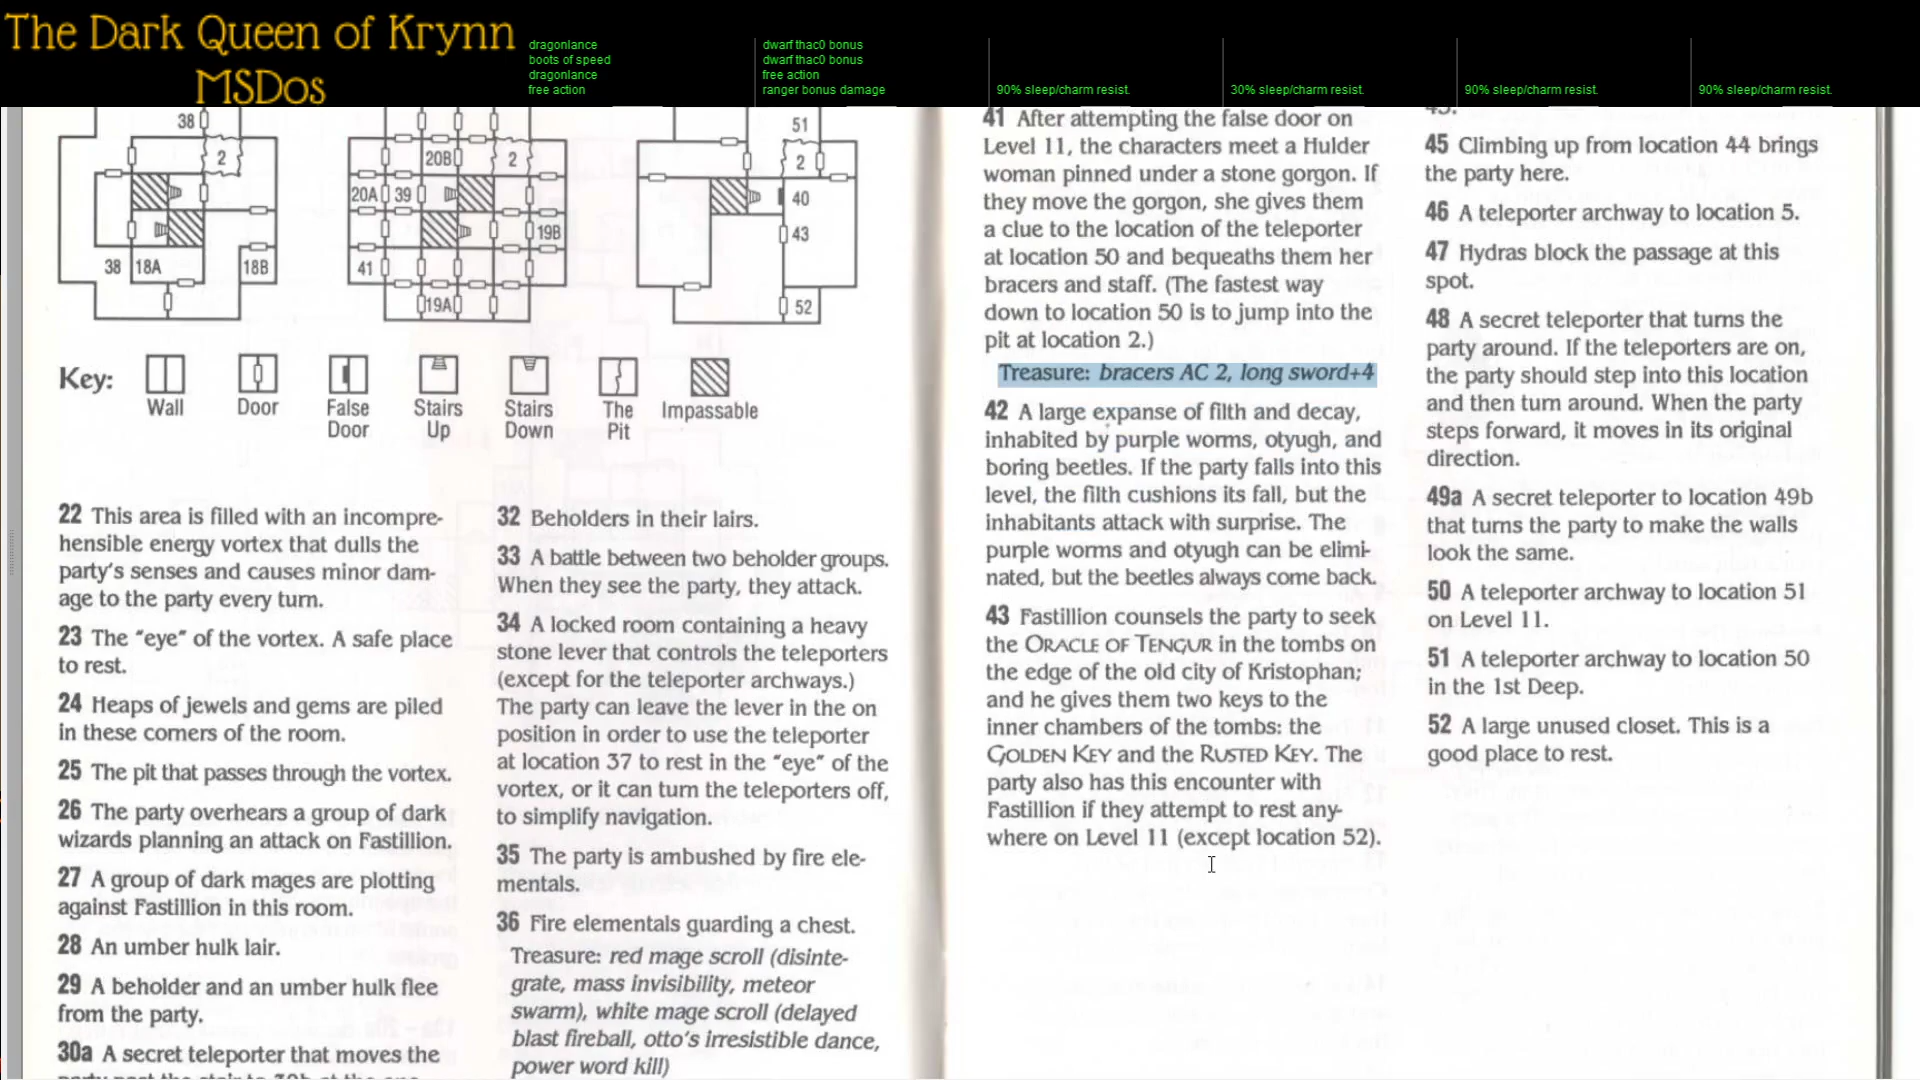 The Dark Queen of Krynn
MSDos
dragonlance
boots of speed
dragonlance
free action
dwarf thac0 bonus
dwarf thac0 bonus
free action
ranger bonus damage
90% sleep/charm resist.
30% sleep/charm resist.
90% sleep/charm resist.
90% sleep/charm resist.
38
2
38
18A
18B
20B
2
20A
39
19B
41
19A
51
2
40
43
52
Key:
Wall
Door
False
Door
Stairs
Up
Stairs
Down
The
Pit
Impassable
22 This area is filled with an incompre-
hensible energy vortex that dulls the
party's senses and causes minor dam-
age to the party every turn.
23 The "eye" of the vortex. A safe place
to rest.
24 Heaps of jewels and gems are piled
in these corners of the room.
25 The pit that passes through the vortex.
26 The party overhears a group of dark
wizards planning an attack on Fastillion.
27 A group of dark mages are plotting
against Fastillion in this room.
28 An umber hulk lair.
29 A beholder and an umber hulk flee
from the party.
30a A secret teleporter that moves the
32 Beholders in their lairs.
33 A battle between two beholder groups.
When they see the party, they attack.
34 A locked room containing a heavy
stone lever that controls the teleporters
(except for the teleporter archways.)
The party can leave the lever in the on
position in order to use the teleporter
at location 37 to rest in the "eye" of the
vortex, or it can turn the teleporters off,
to simplify navigation.
35 The party is ambushed by fire ele-
mentals.
36 Fire elementals guarding a chest.
Treasure: red mage scroll (disinte-
grate, mass invisibility, meteor
swarm), white mage scroll (delayed
blast fireball, otto's irresistible dance,
power word kill)
41 After attempting the false door on
Level 11, the characters meet a Hulder
woman pinned under a stone gorgon. If
they move the gorgon, she gives them
a clue to the location of the teleporter
at location 50 and bequeaths them her
bracers and staff. (The fastest way
down to location 50 is to jump into the
pit at location 2.)
Treasure: bracers AC 2, long sword+4
42 A large expanse of filth and decay,
inhabited by purple worms, otyugh, and
boring beetles. If the party falls into this
level, the filth cushions its fall, but the
inhabitants attack with surprise. The
purple worms and otyugh can be elimi-
nated, but the beetles always come back.
43 Fastillion counsels the party to seek
the ORACLE OF TENGUR in the tombs on
the edge of the old city of Kristophan;
and he gives them two keys to the
inner chambers of the tombs: the
GOLDEN KEY and the RUSTED KEY. The
party also has this encounter with
Fastillion if they attempt to rest any-
where on Level 11 (except location 52).
45 Climbing up from location 44 brings
the party here.
46 A teleporter archway to location 5.
47 Hydras block the passage at this
spot.
48 A secret teleporter that turns the
party around. If the teleporters are on,
the party should step into this location
and then turn around. When the party
steps forward, it moves in its original
direction.
49a A secret teleporter to location 49b
that turns the party to make the walls
look the same.
50 A teleporter archway to location 51
on Level 11.
51 A teleporter archway to location 50
in the 1st Deep.
52 A large unused closet. This is a
good place to rest.